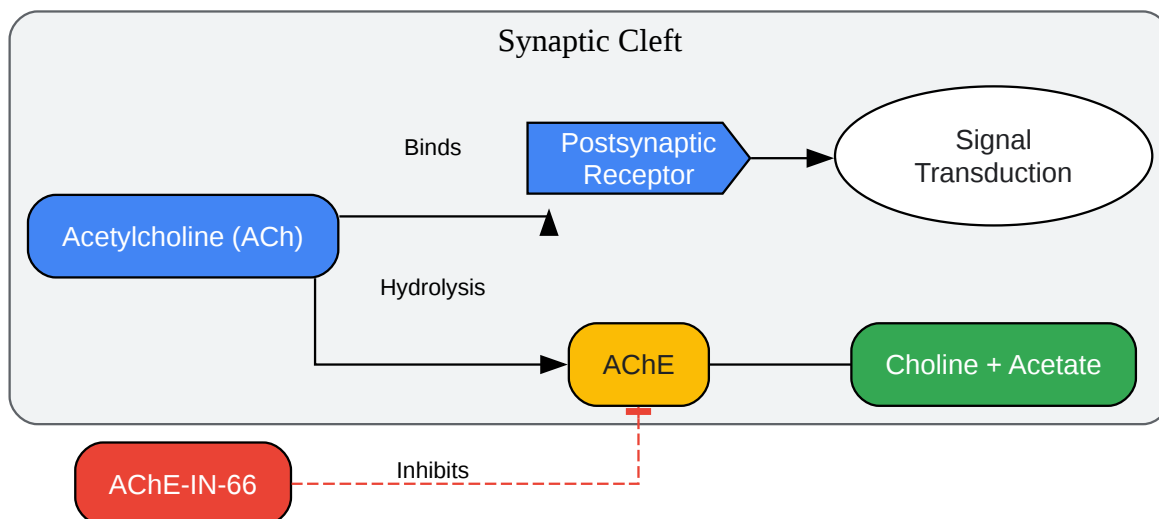 Synaptic Cleft
Binds
Postsynaptic
Receptor
Signal
Transduction
Acetylcholine (ACh)
Hydrolysis
AChE
Choline + Acetate
AChE-IN-66
Inhibits